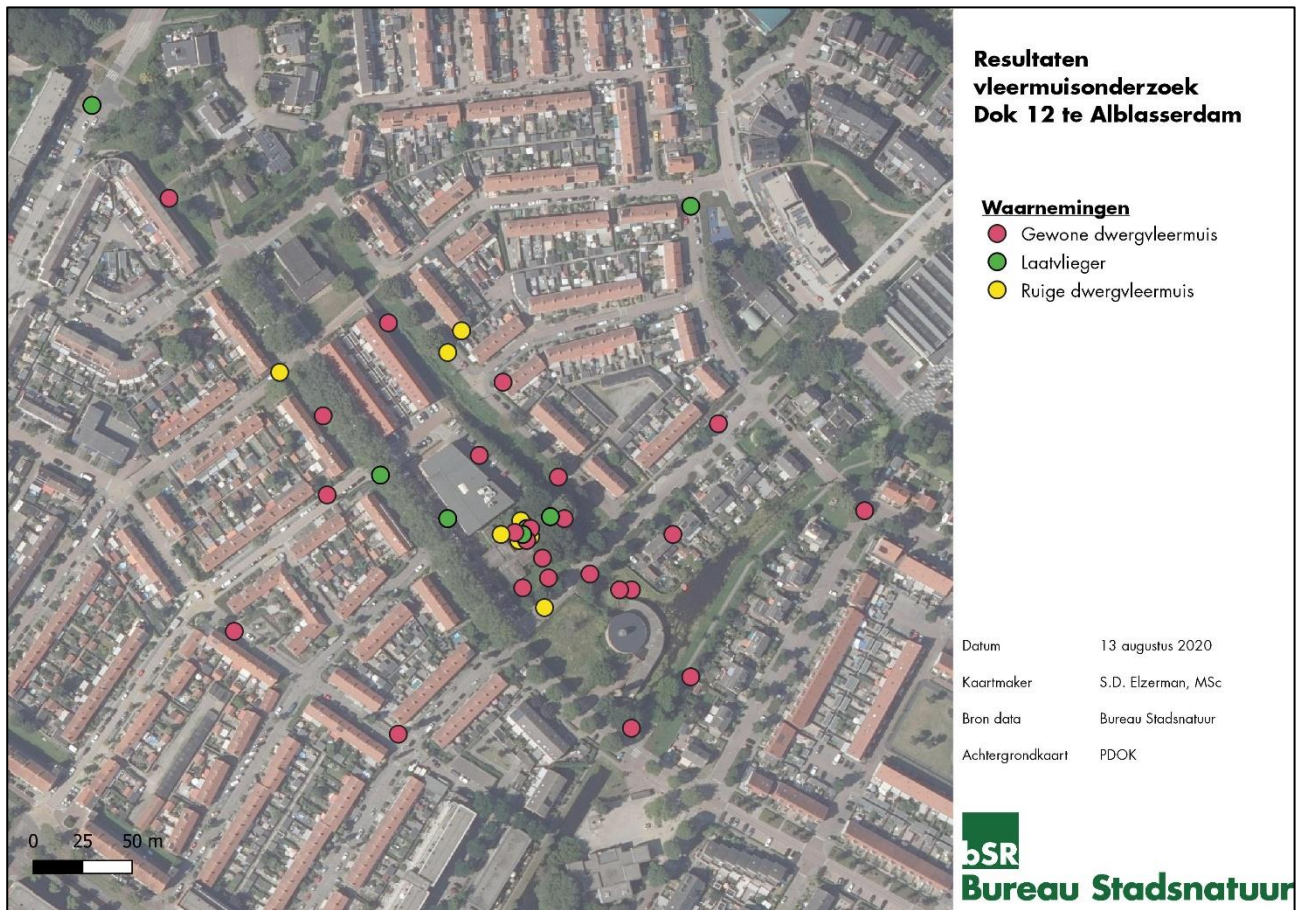 Resultaten
vleermuisonderzoek
Dok 12 te Alblasserdam
Waarnemingen
Gewone dwergvleermuis
Laatvlieger
Ruige dwergvleermuis
Datum 13 augustus 2020
Kaartmaker S.D. Elzerman, MSc
Bron data Bureau Stadsnatuur
Achtergrondkaart PDOK
0 25 50 m
bSR
Bureau Stadsnatuur